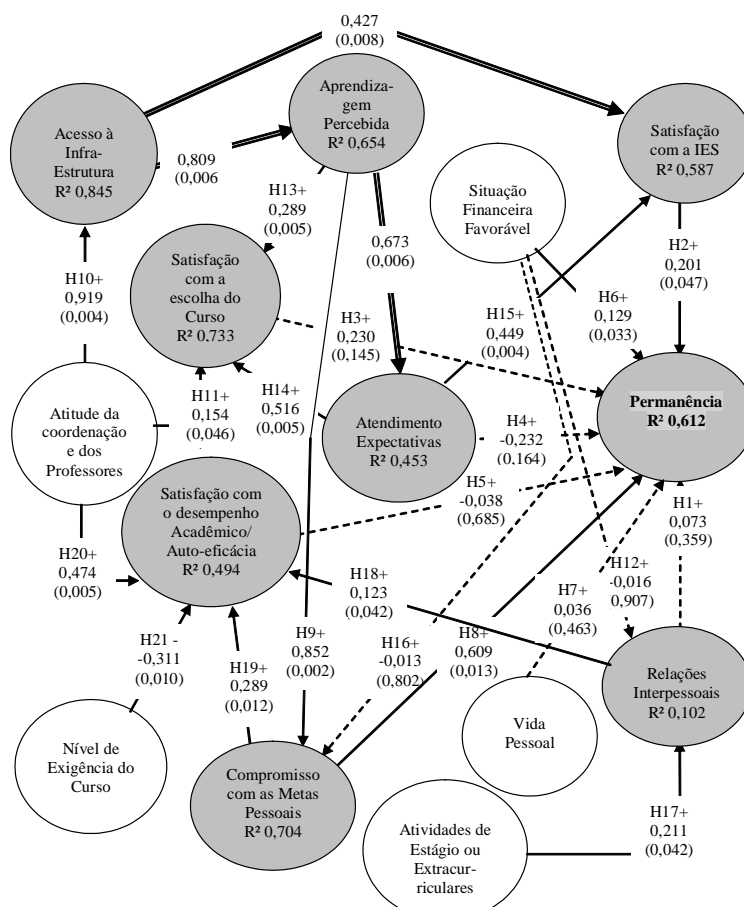 0,427
(0,008)
Aprendiza-
gem
Percebida
R² 0,654
Acesso à
Infra-
Estrutura
R² 0,845
Satisfação
com a IES
R² 0,587
0,809
(0,006
H13+
0,289
(0,005)
Situação
Financeira
Favorável
0,673
(0,006)
H10+
0,919
(0,004)
Satisfação
com a
escolha do
Curso
R² 0.733
H2+
0,201
(0,047)
H3+
0,230
(0,145)
H15+
0,449
(0,004)
H6+
0,129
(0,033)
H11+
0,154
(0,046)
H14+
0,516
(0,005)
Atitude da
coordenação
e dos
Professores
Atendimento
Expectativas
R² 0,453
H4+
-0,232
(0,164)
Permanência
R² 0,612
Satisfação com
o desempenho
Acadêmico/
Auto-eficácia
R² 0,494
H5+
-0,038
(0,685)
H1+
0,073
(0,359)
H20+
0,474
(0,005)
H18+
0,123
(0,042)
H7+
0,036
(0,463)
H12+
-0,016
0,907)
H21 -
-0,311
(0,010)
H19+
0,289
(0,012)
H9+
0,852
(0,002)
H16+
-0,013
(0,802)
H8+
0,609
(0,013)
Relações
Interpessoais
R² 0,102
Nível de
Exigência do
Curso
Vida
Pessoal
Compromisso
com as Metas
Pessoais
R² 0,704
Atividades de
Estágio ou
Extracur-
riculares
H17+
0,211
(0,042)